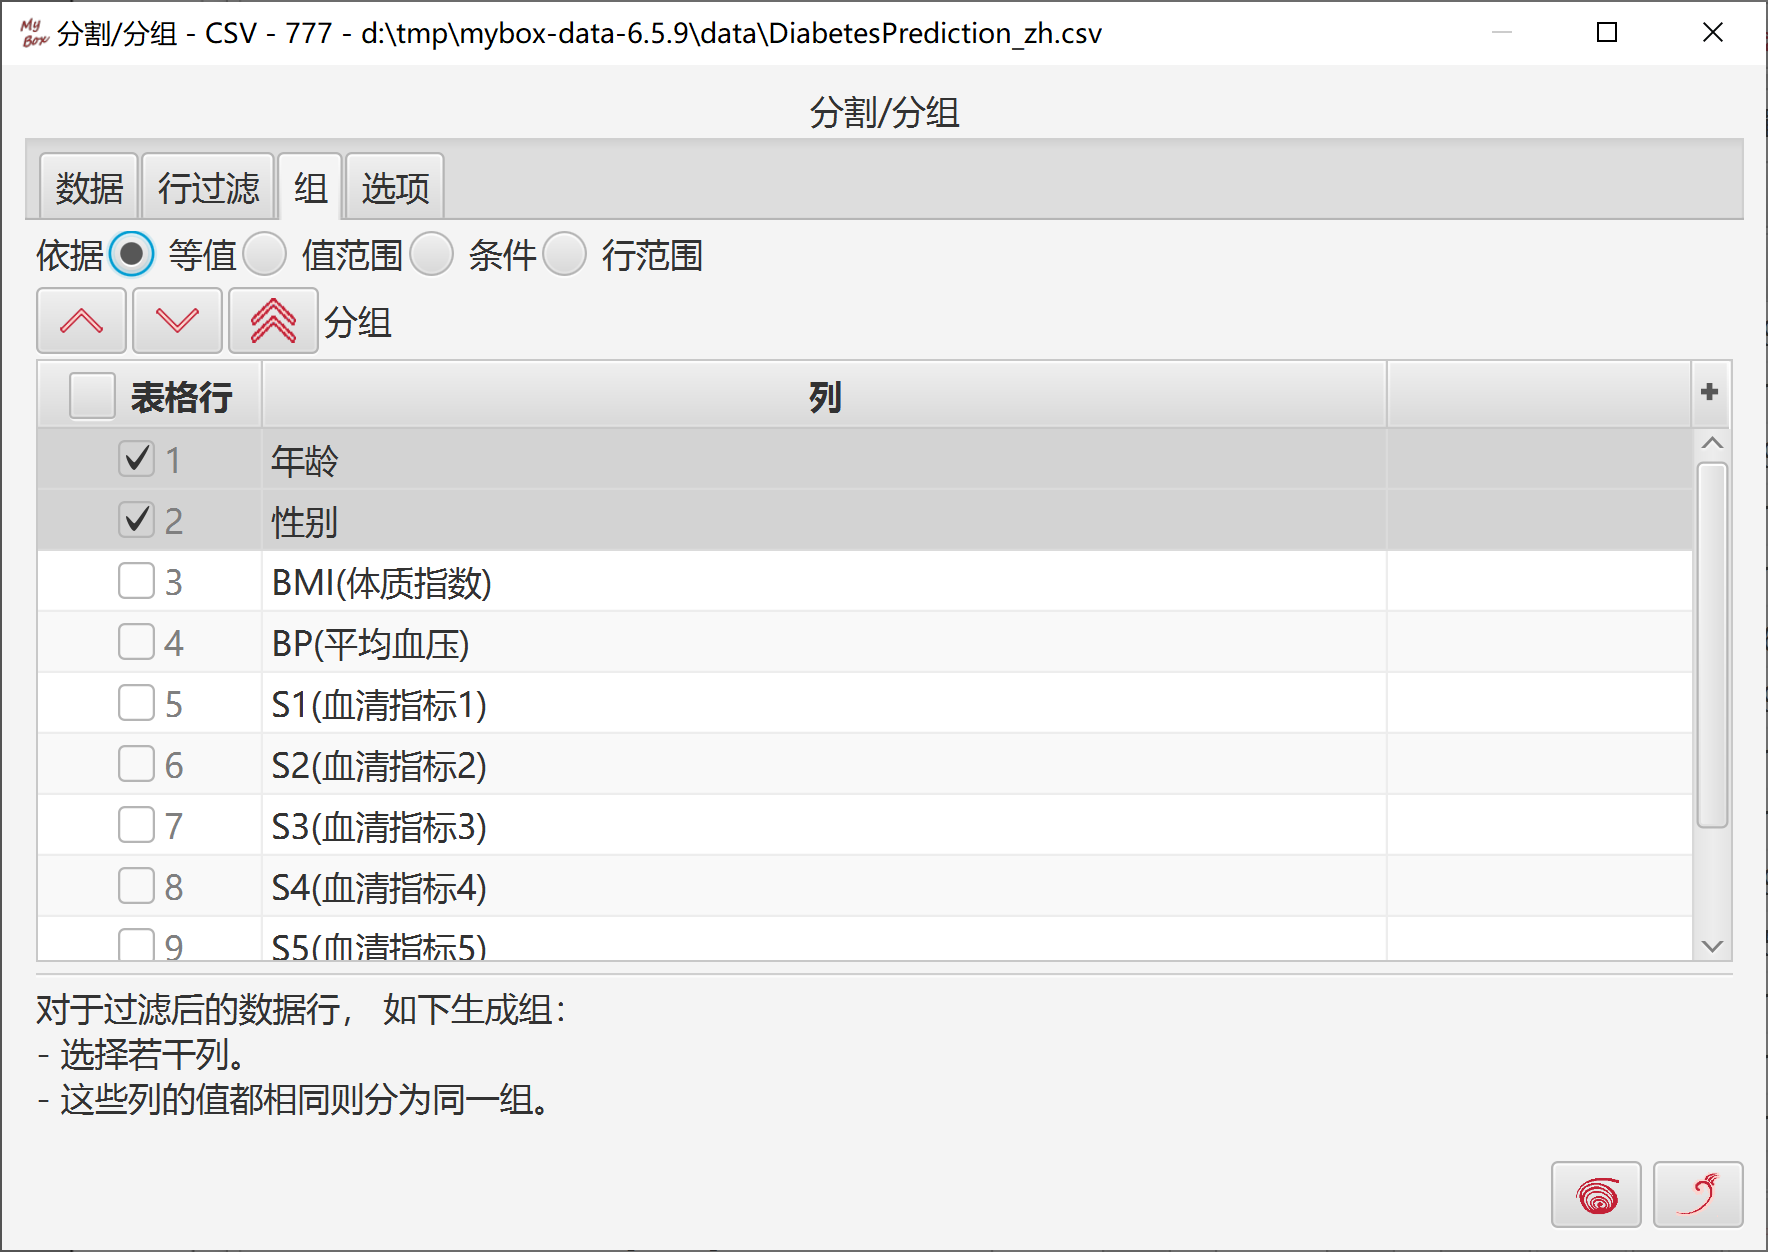 My Box 分割/分组 - CSV - 777 - d:\tmp\mybox-data-6.5.9\data\DiabetesPrediction_zh.csv
分割/分组
数据 行过滤 组 选项
依据 等值 值范围 条件 行范围
分组
表格行 列 +
1 年龄
2 性别
3 BMI(体质指数)
4 BP(平均血压)
5 S1(血清指标1)
6 S2(血清指标2)
7 S3(血清指标3)
8 S4(血清指标4)
9 S5(血清指标5)
对于过滤后的数据行， 如下生成组：
- 选择若干列。
- 这些列的值都相同则分为同一组。